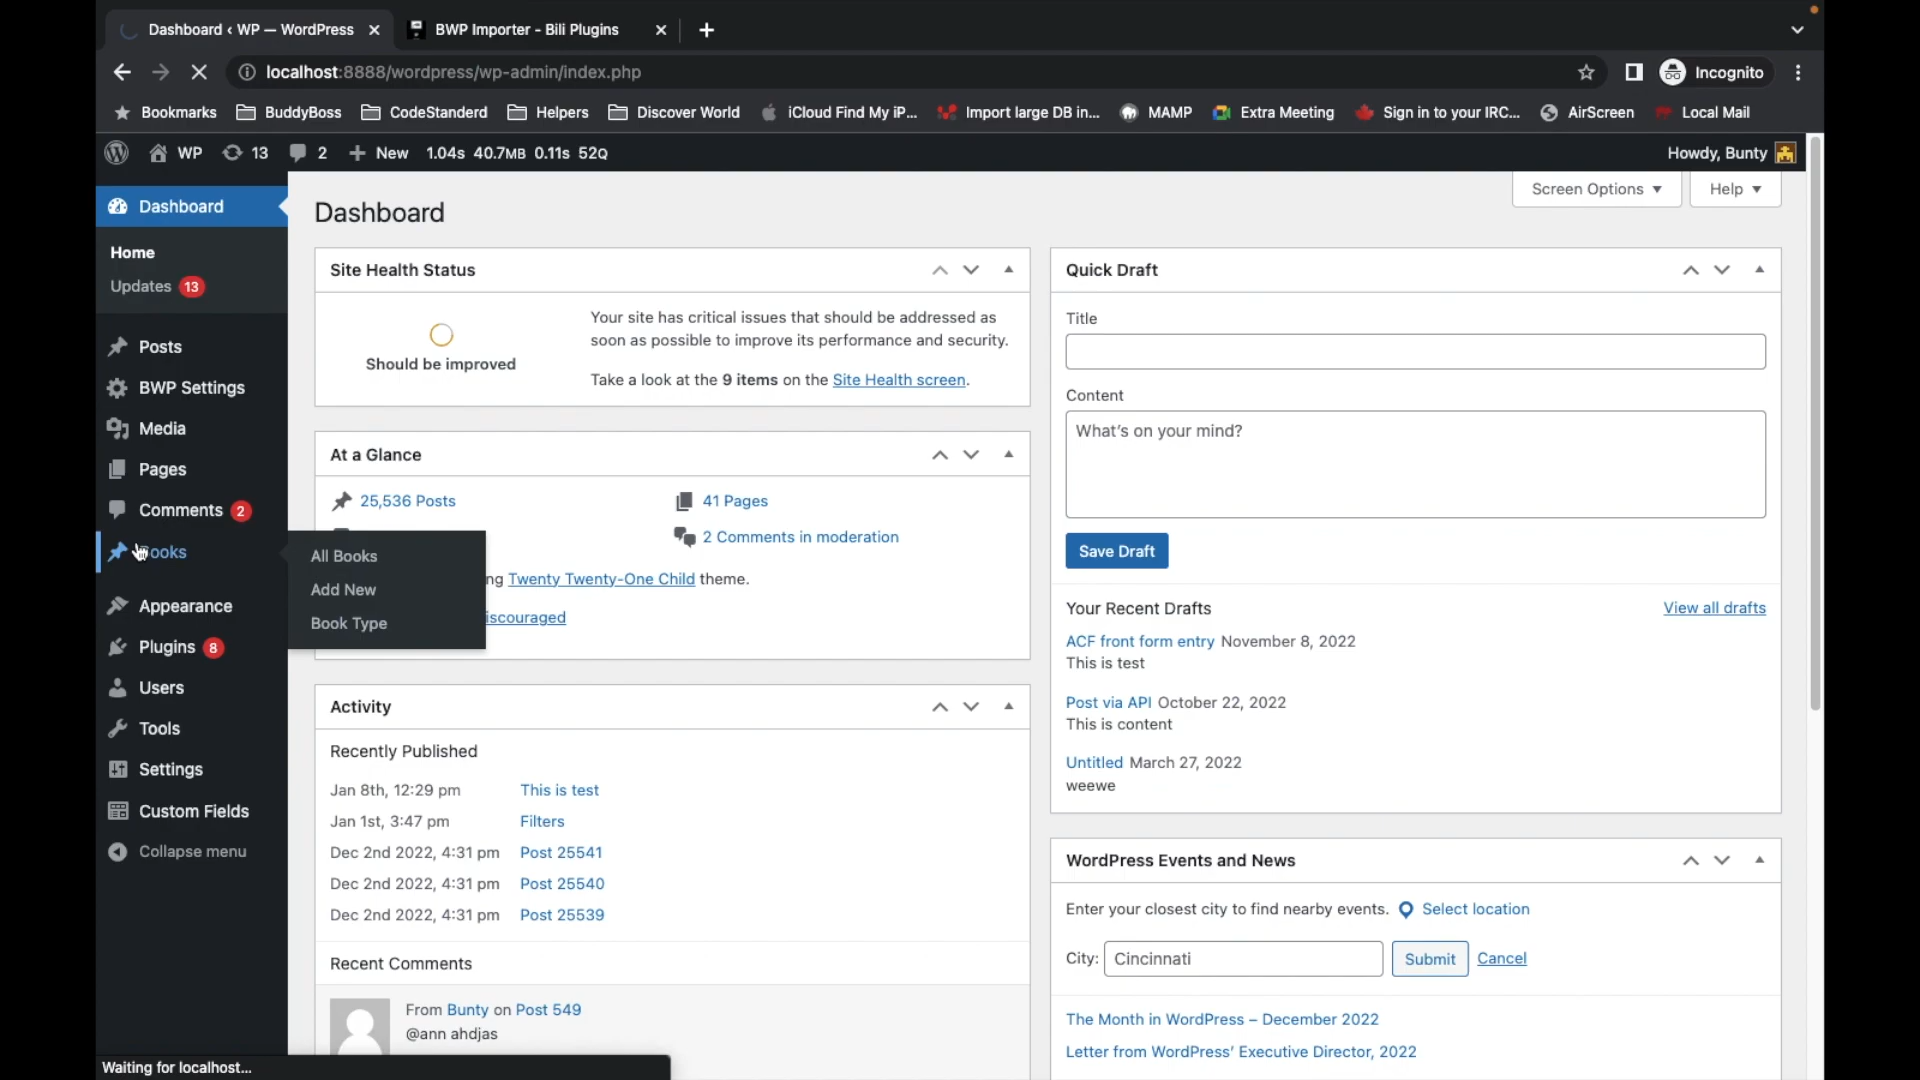 Dashboard ‹ WP — WordPress
BWP Importer - Bili Plugins
localhost:8888/wordpress/wp-admin/index.php
Incognito
Bookmarks
BuddyBoss
CodeStanderd
Helpers
Discover World
iCloud Find My iP...
Import large DB in...
MAMP
Extra Meeting
Sign in to your IRC...
AirScreen
Local Mail
WP
13
2
New
1.04s 40.7MB 0.11s 52Q
Howdy, Bunty
Dashboard
Home
Updates 13
Posts
BWP Settings
Media
Pages
Comments 2
ooks
All Books
Add New
Book Type
Appearance
Plugins 8
Users
Tools
Settings
Custom Fields
Collapse menu
Screen Options
Help
Dashboard
Site Health Status
Should be improved
Your site has critical issues that should be addressed as
soon as possible to improve its performance and security.
Take a look at the 9 items on the Site Health screen.
At a Glance
25,536 Posts
41 Pages
2 Comments in moderation
ng Twenty Twenty-One Child theme.
iscouraged
Activity
Recently Published
Jan 8th, 12:29 pm This is test
Jan 1st, 3:47 pm Filters
Dec 2nd 2022, 4:31 pm Post 25541
Dec 2nd 2022, 4:31 pm Post 25540
Dec 2nd 2022, 4:31 pm Post 25539
Recent Comments
From Bunty on Post 549
@ann ahdjas
Quick Draft
Title
Content
What's on your mind?
Save Draft
Your Recent Drafts
View all drafts
ACF front form entry November 8, 2022
This is test
Post via API October 22, 2022
This is content
Untitled March 27, 2022
weewe
WordPress Events and News
Enter your closest city to find nearby events.
Select location
City:
Cincinnati
Submit
Cancel
The Month in WordPress – December 2022
Letter from WordPress' Executive Director, 2022
Waiting for localhost...